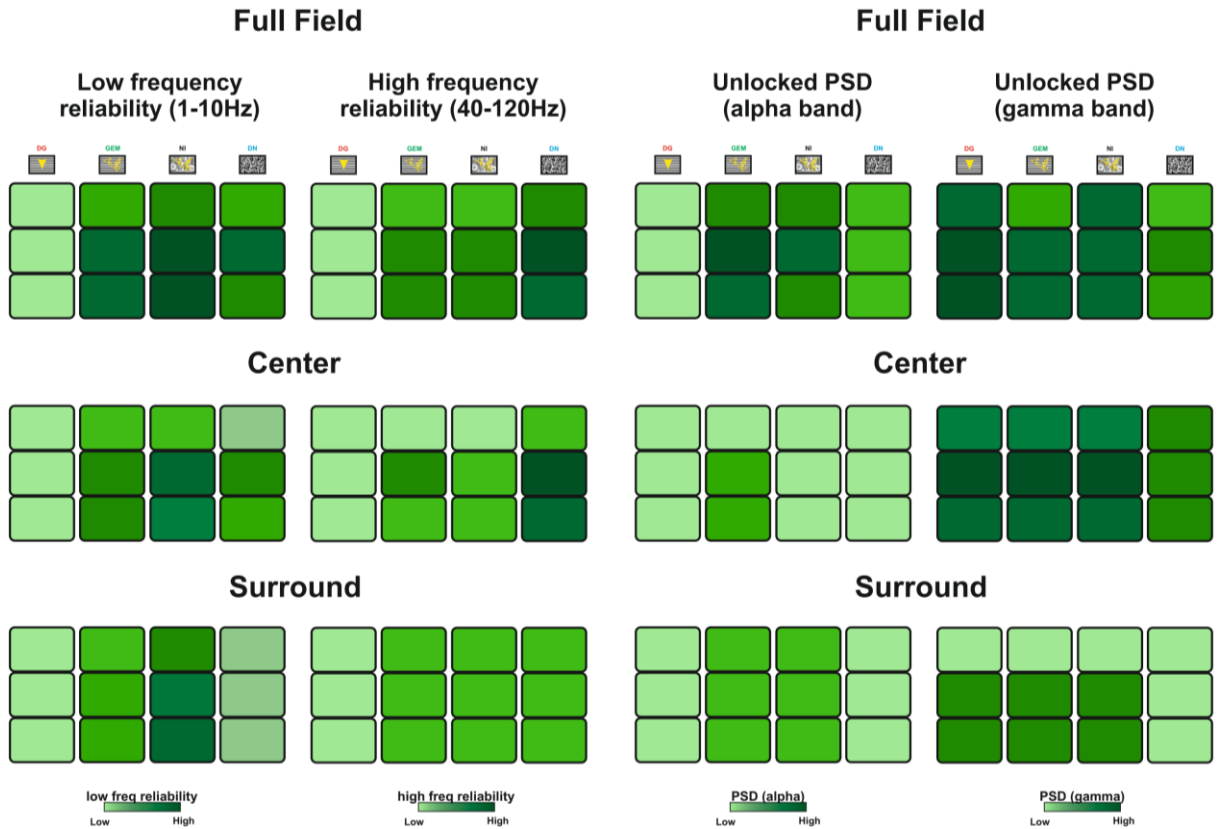 Full Field
Full Field
Low frequency
reliability (1-10Hz)
High frequency
reliability (40-120Hz)
Unlocked PSD
(alpha band)
Unlocked PSD
(gamma band)
DG GEM NI DN
DG GEM NI DN
DG GEM NI DN
DG GEM NI DN
Center
Center
Surround
Surround
low freq reliability
Low High
high freq reliability
Low High
PSD (alpha)
Low High
PSD (gamma)
Low High